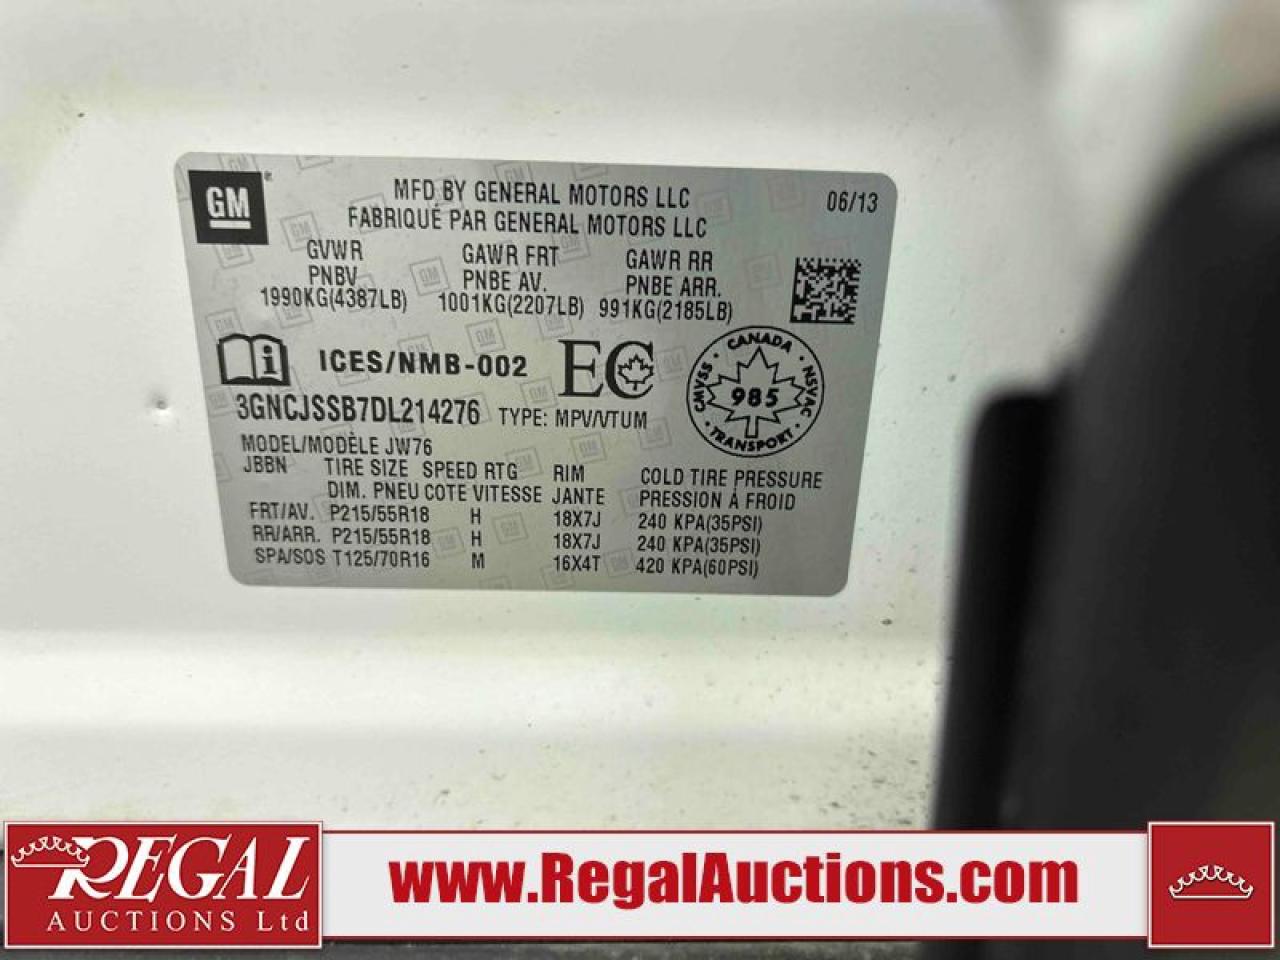 GM
MFD BY GENERAL MOTORS LLC 06/13
FABRIQUÉ PAR GENERAL MOTORS LLC
GVWR GAWR FRT GAWR RR
PNBV PNBE AV. PNBE ARR.
1990KG(4387LB) 1001KG(2207LB) 991KG(2185LB)
ICES/NMB-002 EC
CANADA
CMVSS 985 NSVAC
TRANSPORT
3GNCJSSB7DL214276 TYPE: MPV/VTUM
MODEL/MODÈLE JW76
JBBN TIRE SIZE SPEED RTG RIM COLD TIRE PRESSURE
DIM. PNEU COTE VITESSE JANTE PRESSION À FROID
FRT/AV. P215/55R18 H 18X7J 240 KPA(35PSI)
RR/ARR. P215/55R18 H 18X7J 240 KPA(35PSI)
SPA/SOS T125/70R16 M 16X4T 420 KPA(60PSI)
REGAL
AUCTIONS Ltd
www.RegalAuctions.com